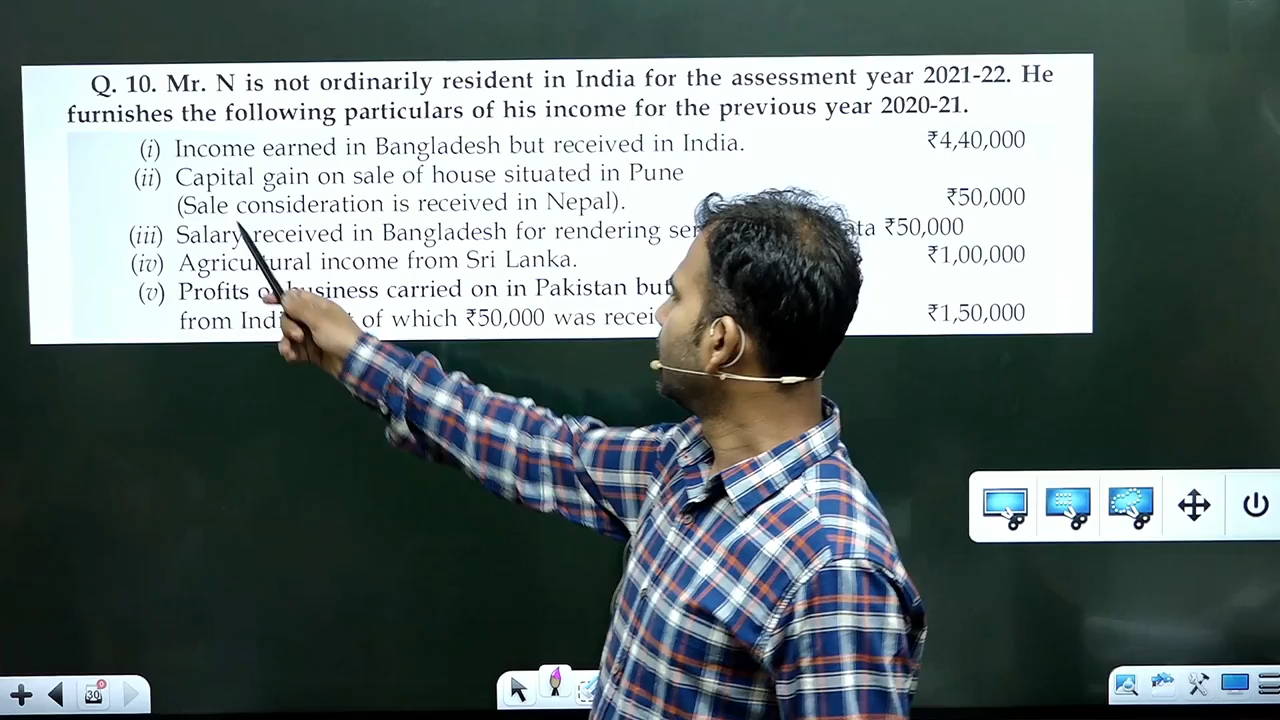 Q. 10. Mr. N is not ordinarily resident in India for the assessment year 2021-22. He
furnishes the following particulars of his income for the previous year 2020-21.
(i) Income earned in Bangladesh but received in India. ₹4,40,000
(ii) Capital gain on sale of house situated in Pune
(Sale consideration is received in Nepal). ₹50,000
(iii) Salary received in Bangladesh for rendering ₹50,000
(iv) Agricultural income from Sri Lanka. ₹1,00,000
(v) Profits business carried on in Pakistan but
from of which ₹50,000 was ₹1,50,000
30 0